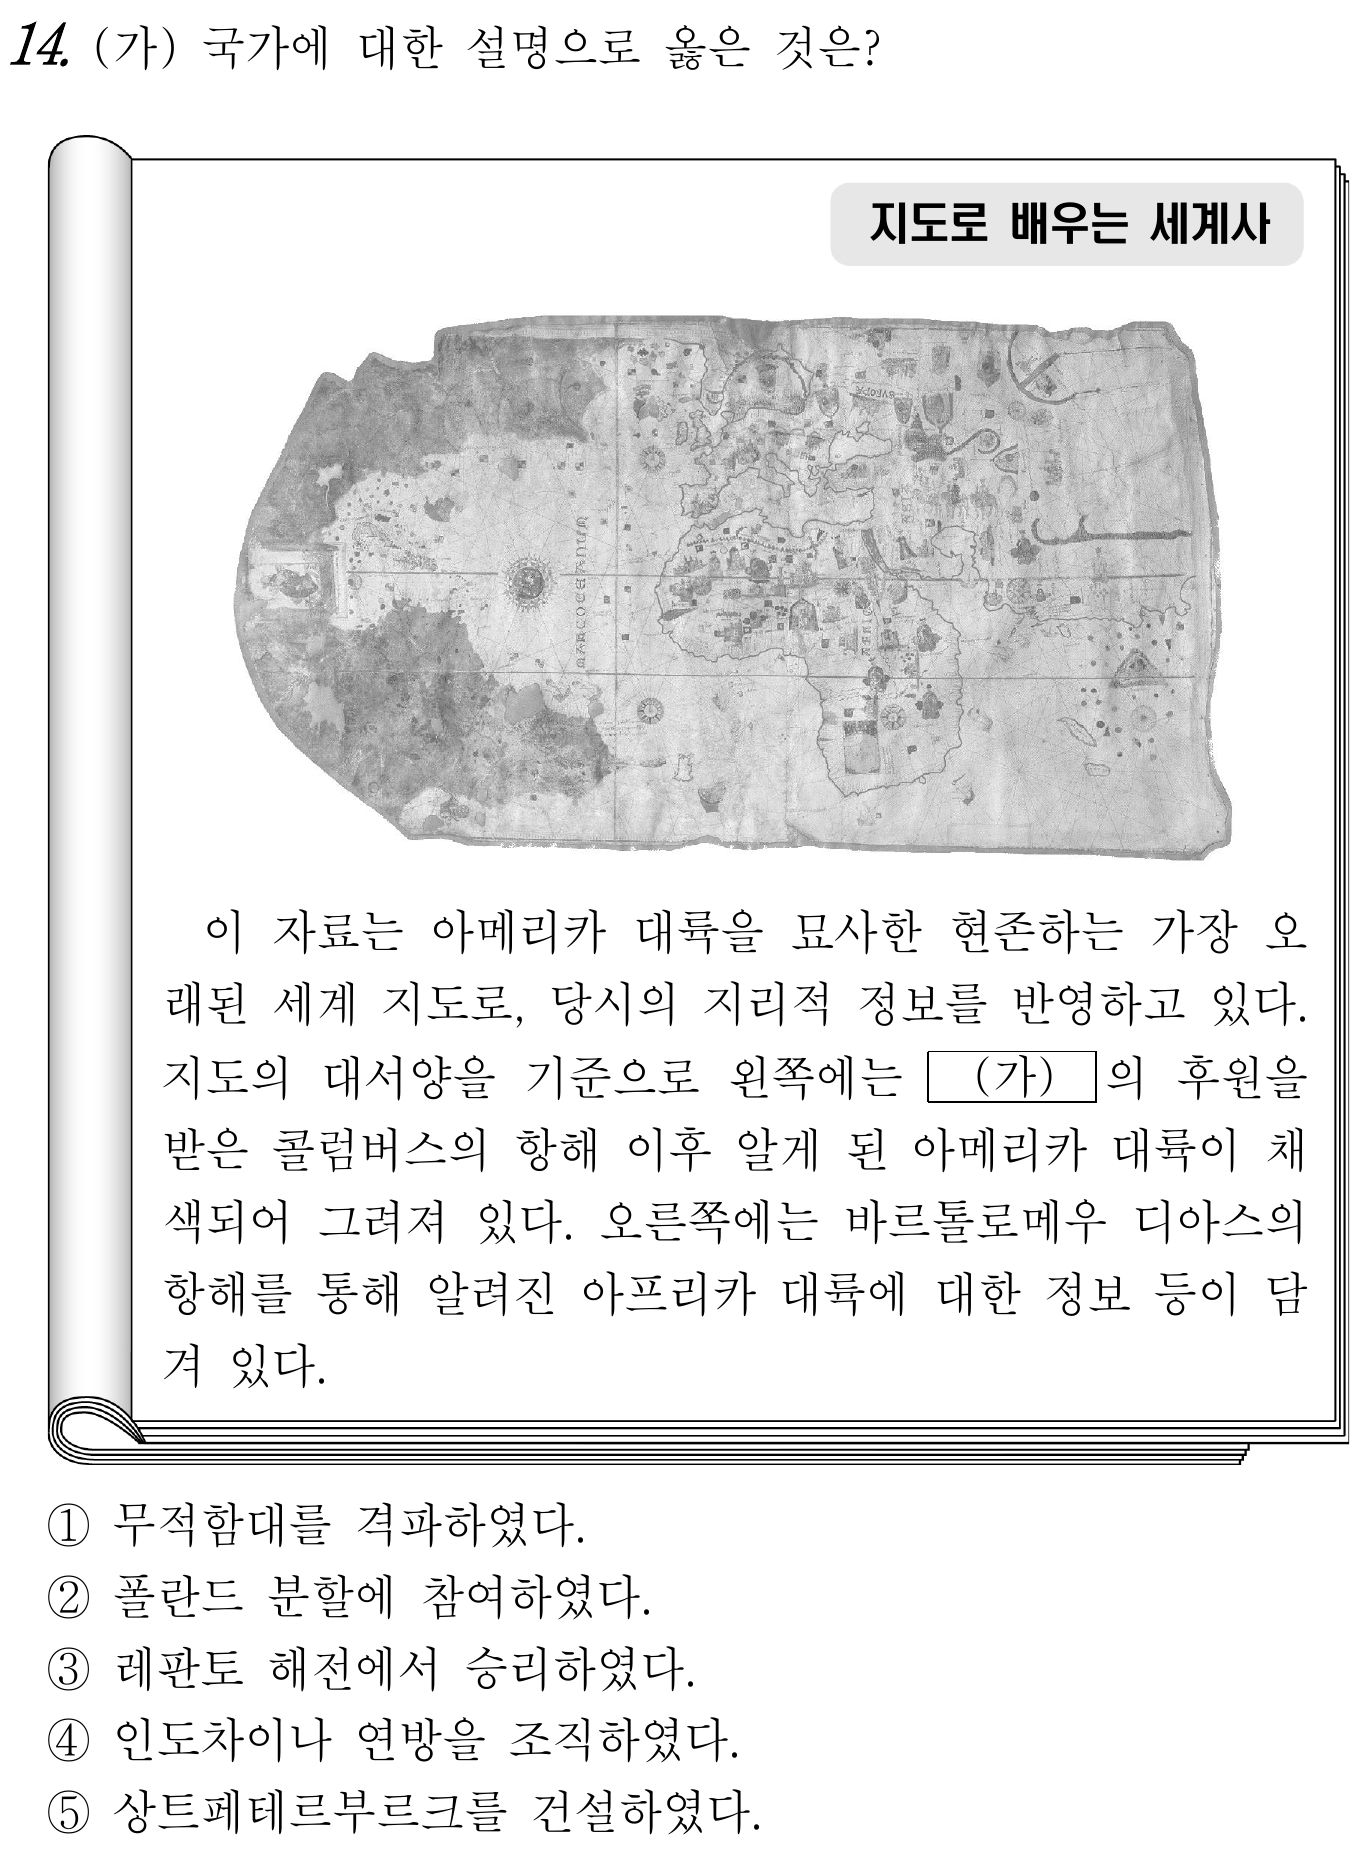 14. (가) 국가에 대한 설명으로 옳은 것은?
지도로 배우는 세계사
이 자료는 아메리카 대륙을 묘사한 현존하는 가장 오
래된 세계 지도로, 당시의 지리적 정보를 반영하고 있다.
지도의 대서양을 기준으로 왼쪽에는 (가) 의 후원을
받은 콜럼버스의 항해 이후 알게 된 아메리카 대륙이 채
색되어 그려져 있다. 오른쪽에는 바르톨로메우 디아스의
항해를 통해 알려진 아프리카 대륙에 대한 정보 등이 담
겨 있다.
① 무적함대를 격파하였다.
② 폴란드 분할에 참여하였다.
③ 레판토 해전에서 승리하였다.
④ 인도차이나 연방을 조직하였다.
⑤ 상트페테르부르크를 건설하였다.